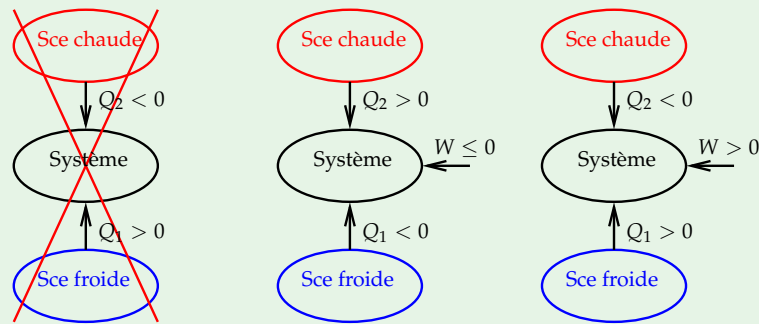 Sce chaude
Q₂ < 0
Système
Q₁ > 0
Sce froide
Sce chaude
Q₂ > 0
Système
W ≤ 0
Q₁ < 0
Sce froide
Sce chaude
Q₂ < 0
Système
W > 0
Q₁ > 0
Sce froide